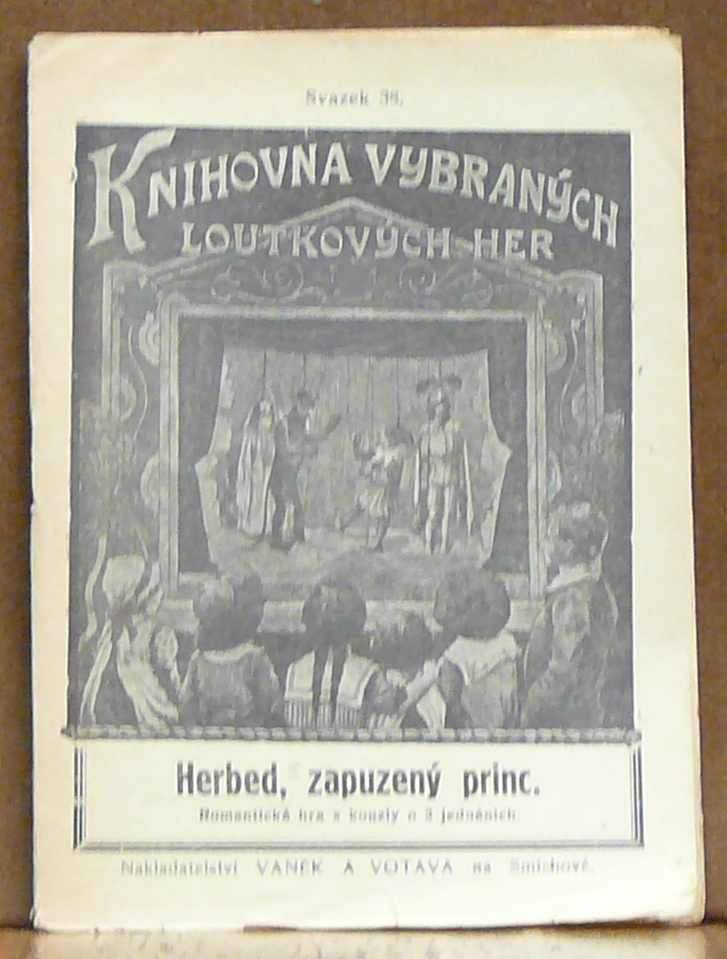 Svazek 38.
KNIHOVNA VYBRANÝCH
LOUTKOVÝCH HER
Herbed, zapuzený princ.
Romantická hra s kouzly o 3 jednáních
Nakladatelství VANĚK A VOTAVA na Smíchově.